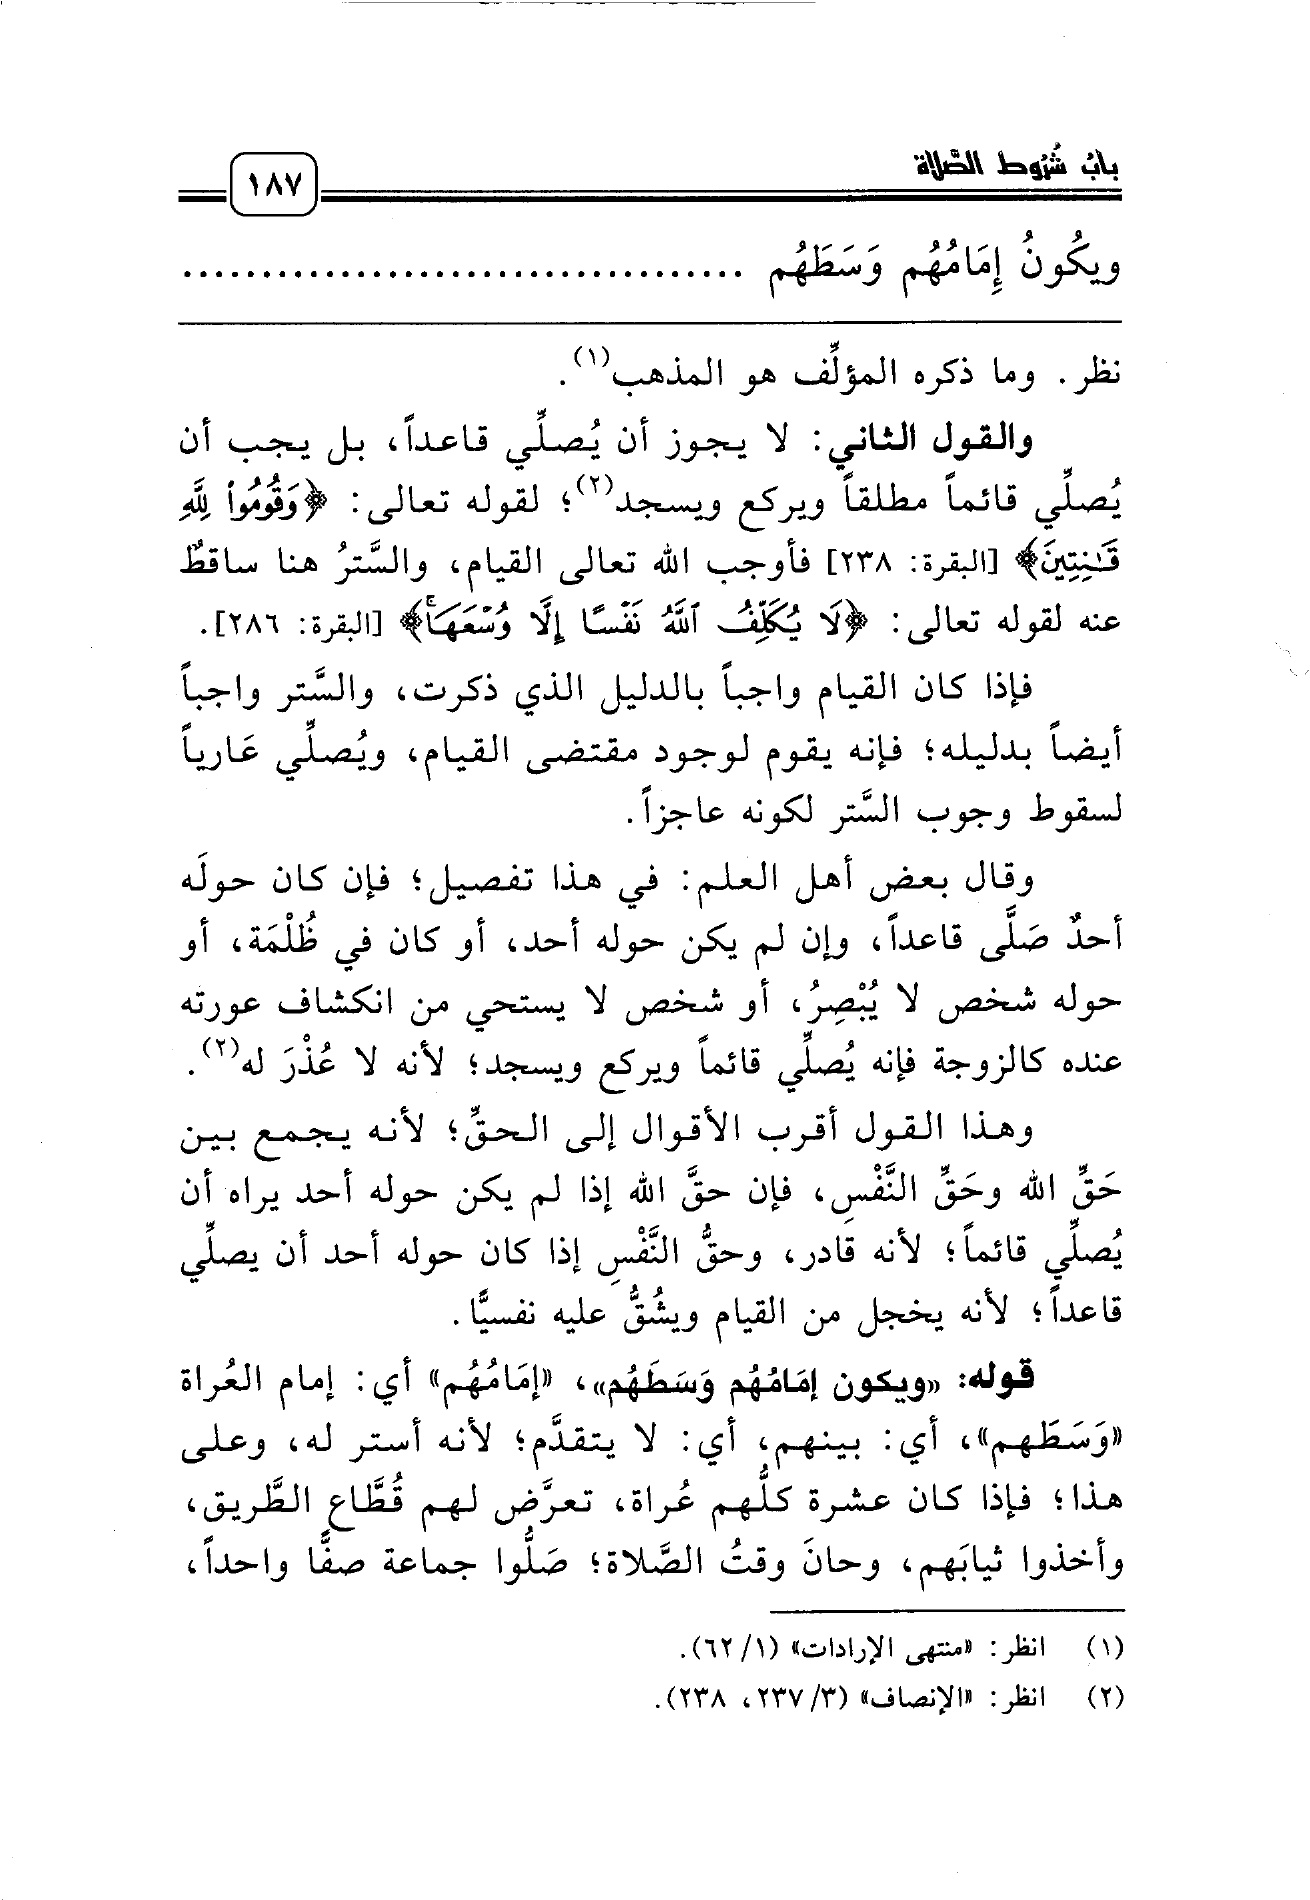 باب شروط الصَّلاة
١٨٧
ويكُونُ إِمَامُهُم وَسَطَهُم ....................................
نظر. وما ذكره المؤلِّف هو المذهب(١).
والقول الثاني: لا يجوز أن يُصلِّي قاعداً، بل يجب أن
يُصلِّي قائماً مطلقاً ويركع ويسجد(٢)؛ لقوله تعالى: ﴿وَقُومُوا۟ لِلَّهِ
قَـٰنِتِينَ﴾ [البقرة: ٢٣٨] فأوجب الله تعالى القيام، والسَّترُ هنا ساقطٌ
عنه لقوله تعالى: ﴿لَا يُكَلِّفُ ٱللَّهُ نَفْسًا إِلَّا وُسْعَهَاۚ﴾ [البقرة: ٢٨٦].
فإذا كان القيام واجباً بالدليل الذي ذكرت، والسَّتر واجباً
أيضاً بدليله؛ فإنه يقوم لوجود مقتضى القيام، ويُصلِّي عَارياً
لسقوط وجوب السَّتر لكونه عاجزاً.
وقال بعض أهل العلم: في هذا تفصيل؛ فإن كان حولَه
أحدٌ صَلَّى قاعداً، وإن لم يكن حوله أحد، أو كان في ظُلْمَة، أو
حوله شخص لا يُبْصِرُ، أو شخص لا يستحي من انكشاف عورته
عنده كالزوجة فإنه يُصلِّي قائماً ويركع ويسجد؛ لأنه لا عُذْرَ له(٢).
وهذا القول أقرب الأقوال إلى الحقِّ؛ لأنه يجمع بين
حَقِّ الله وحَقِّ النَّفْسِ، فإن حقَّ الله إذا لم يكن حوله أحد يراه أن
يُصلِّي قائماً؛ لأنه قادر، وحقُّ النَّفْسِ إذا كان حوله أحد أن يصلِّي
قاعداً؛ لأنه يخجل من القيام ويشُقُّ عليه نفسيًّا.
قوله: «ويكون إمَامُهُم وَسَطَهُم»، «إمَامُهُم» أي: إمام العُراة
«وَسَطَهم»، أي: بينهم، أي: لا يتقدَّم؛ لأنه أستر له، وعلى
هذا؛ فإذا كان عشرة كلُّهم عُراة، تعرَّض لهم قُطَّاع الطَّريق،
وأخذوا ثيابَهم، وحانَ وقتُ الصَّلاة؛ صَلُّوا جماعة صفًّا واحداً،
(١) انظر: «منتهى الإرادات» (١/ ٦٢).
(٢) انظر: «الإنصاف» (٣/ ٢٣٧، ٢٣٨).